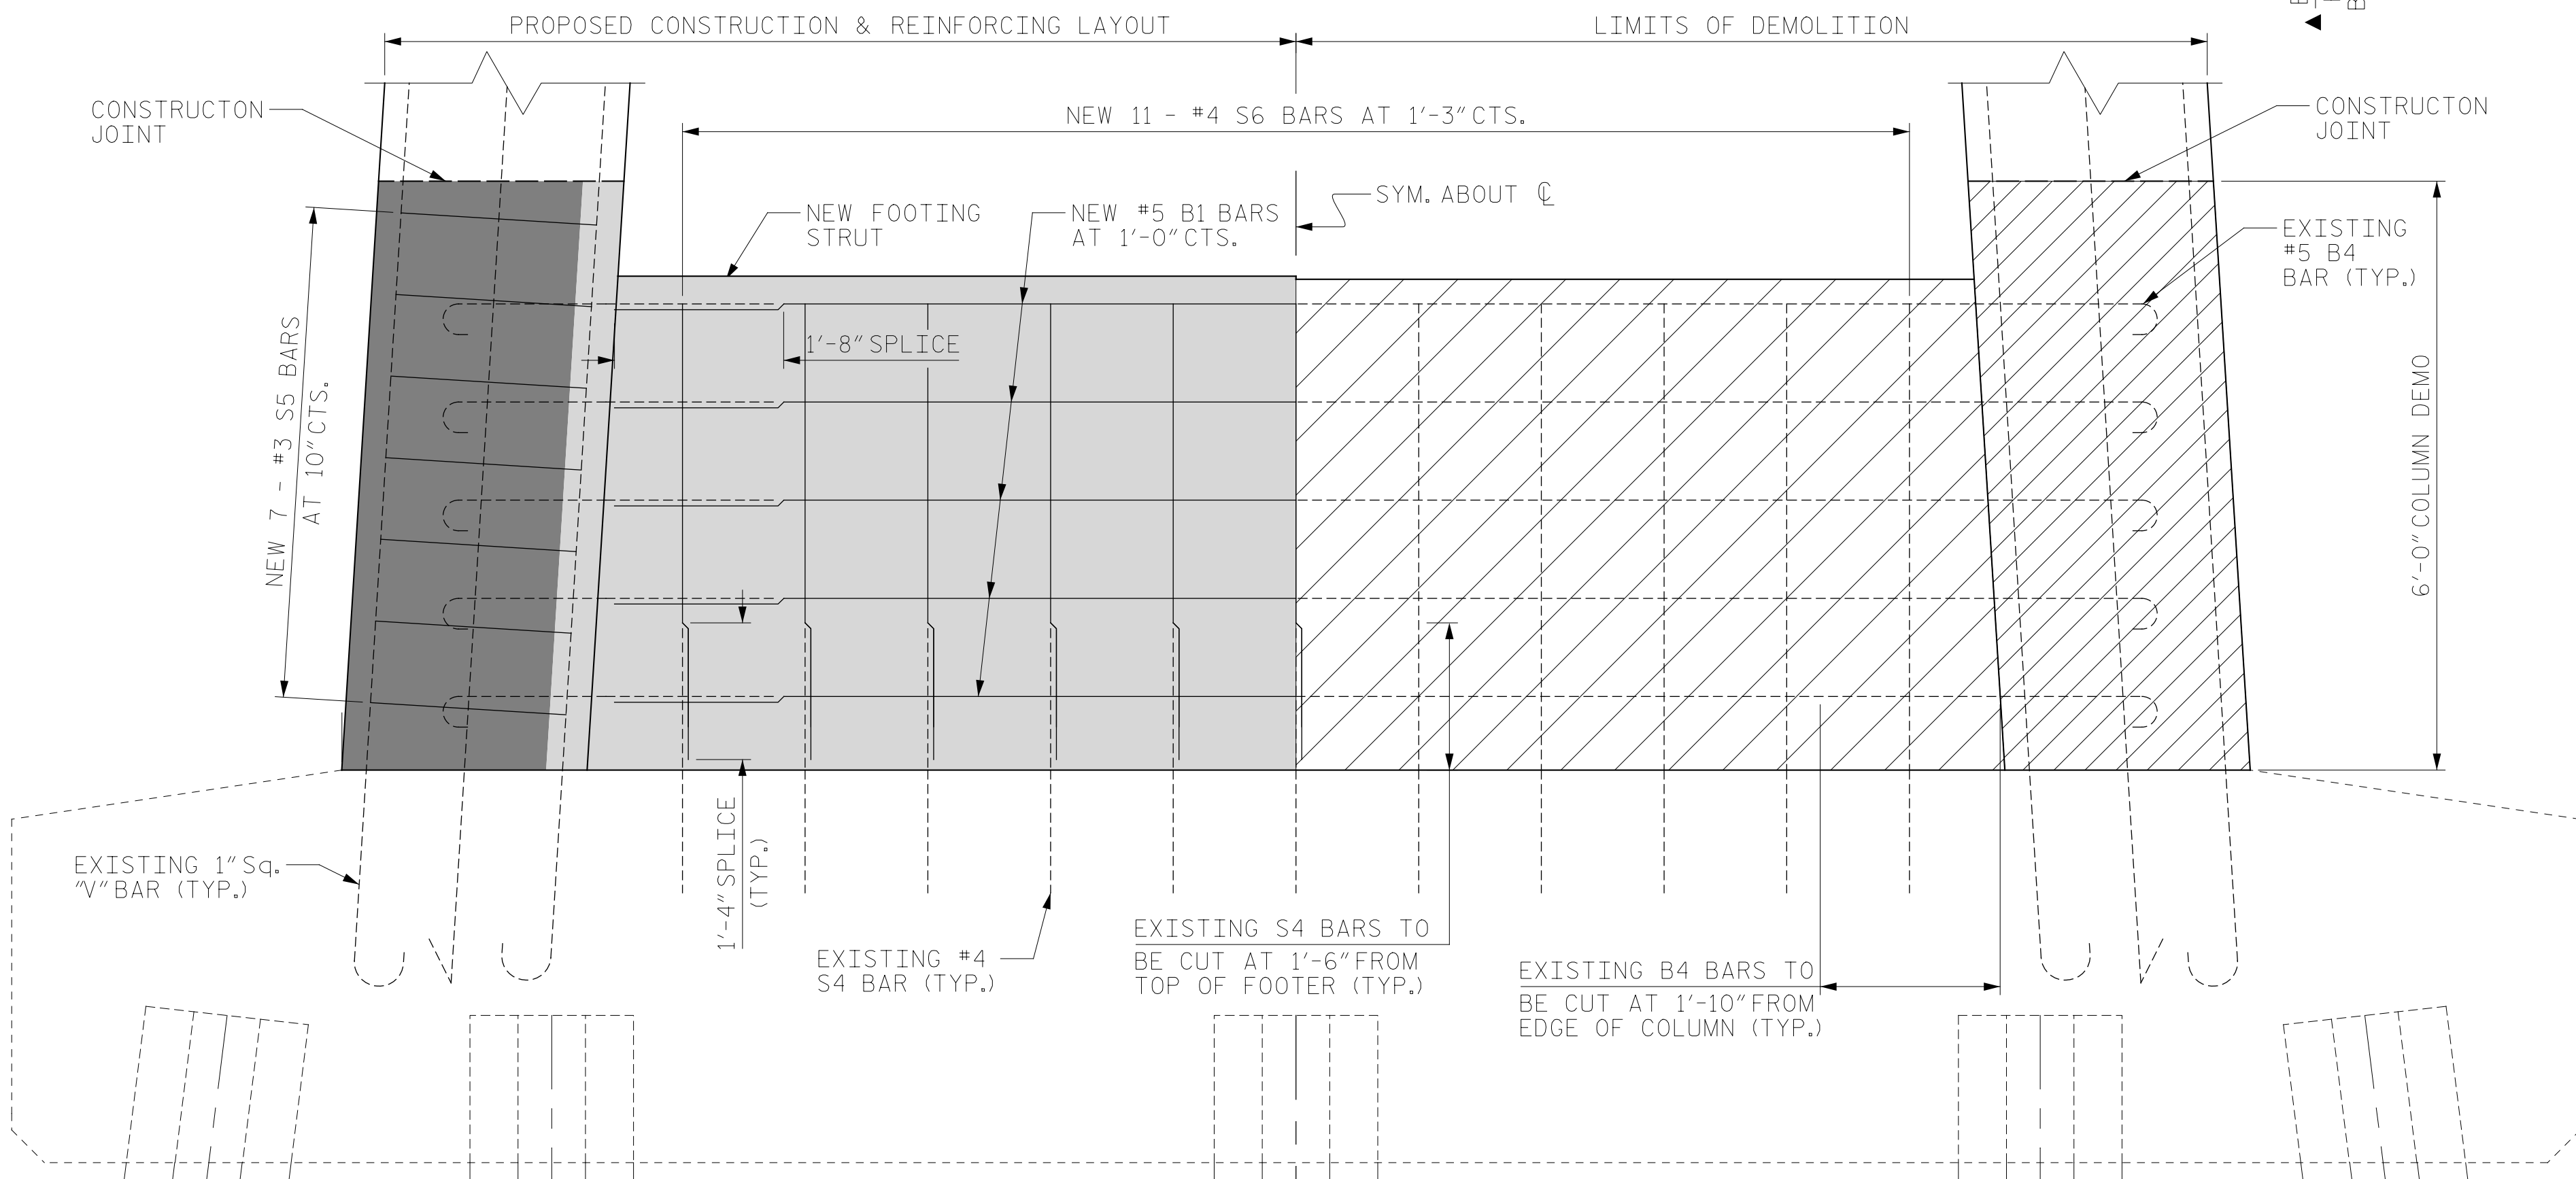 PROPOSED CONSTRUCTION & REINFORCING LAYOUT
LIMITS OF DEMOLITION
CONSTRUCTON
JOINT
NEW 11 - #4 S6 BARS AT 1'-3" CTS.
CONSTRUCTON
JOINT
SYM. ABOUT ℄
NEW FOOTING
STRUT
NEW #5 B1 BARS
AT 1'-0" CTS.
EXISTING
#5 B4
BAR (TYP.)
1'-8" SPLICE
NEW 7 - #3 S5 BARS
AT 10" CTS.
6'-0" COLUMN DEMO
1'-4" SPLICE
(TYP.)
EXISTING 1" Sq.
"V" BAR (TYP.)
EXISTING #4
S4 BAR (TYP.)
EXISTING S4 BARS TO
BE CUT AT 1'-6" FROM
TOP OF FOOTER (TYP.)
EXISTING B4 BARS TO
BE CUT AT 1'-10" FROM
EDGE OF COLUMN (TYP.)